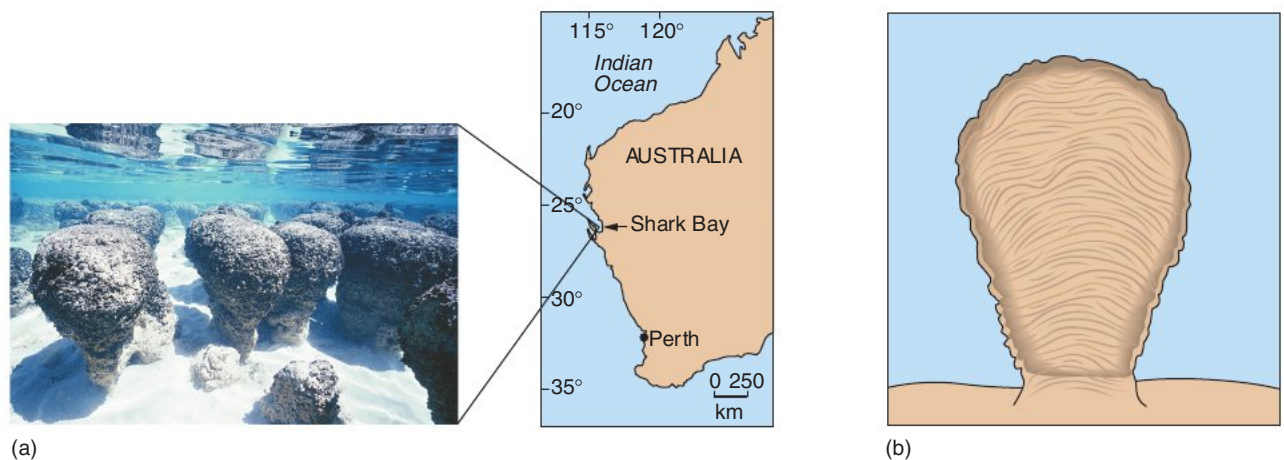 115° 120°
Indian
Ocean
20°
AUSTRALIA
25°
Shark Bay
30°
Perth
0 250
km
35°
(a)
(b)